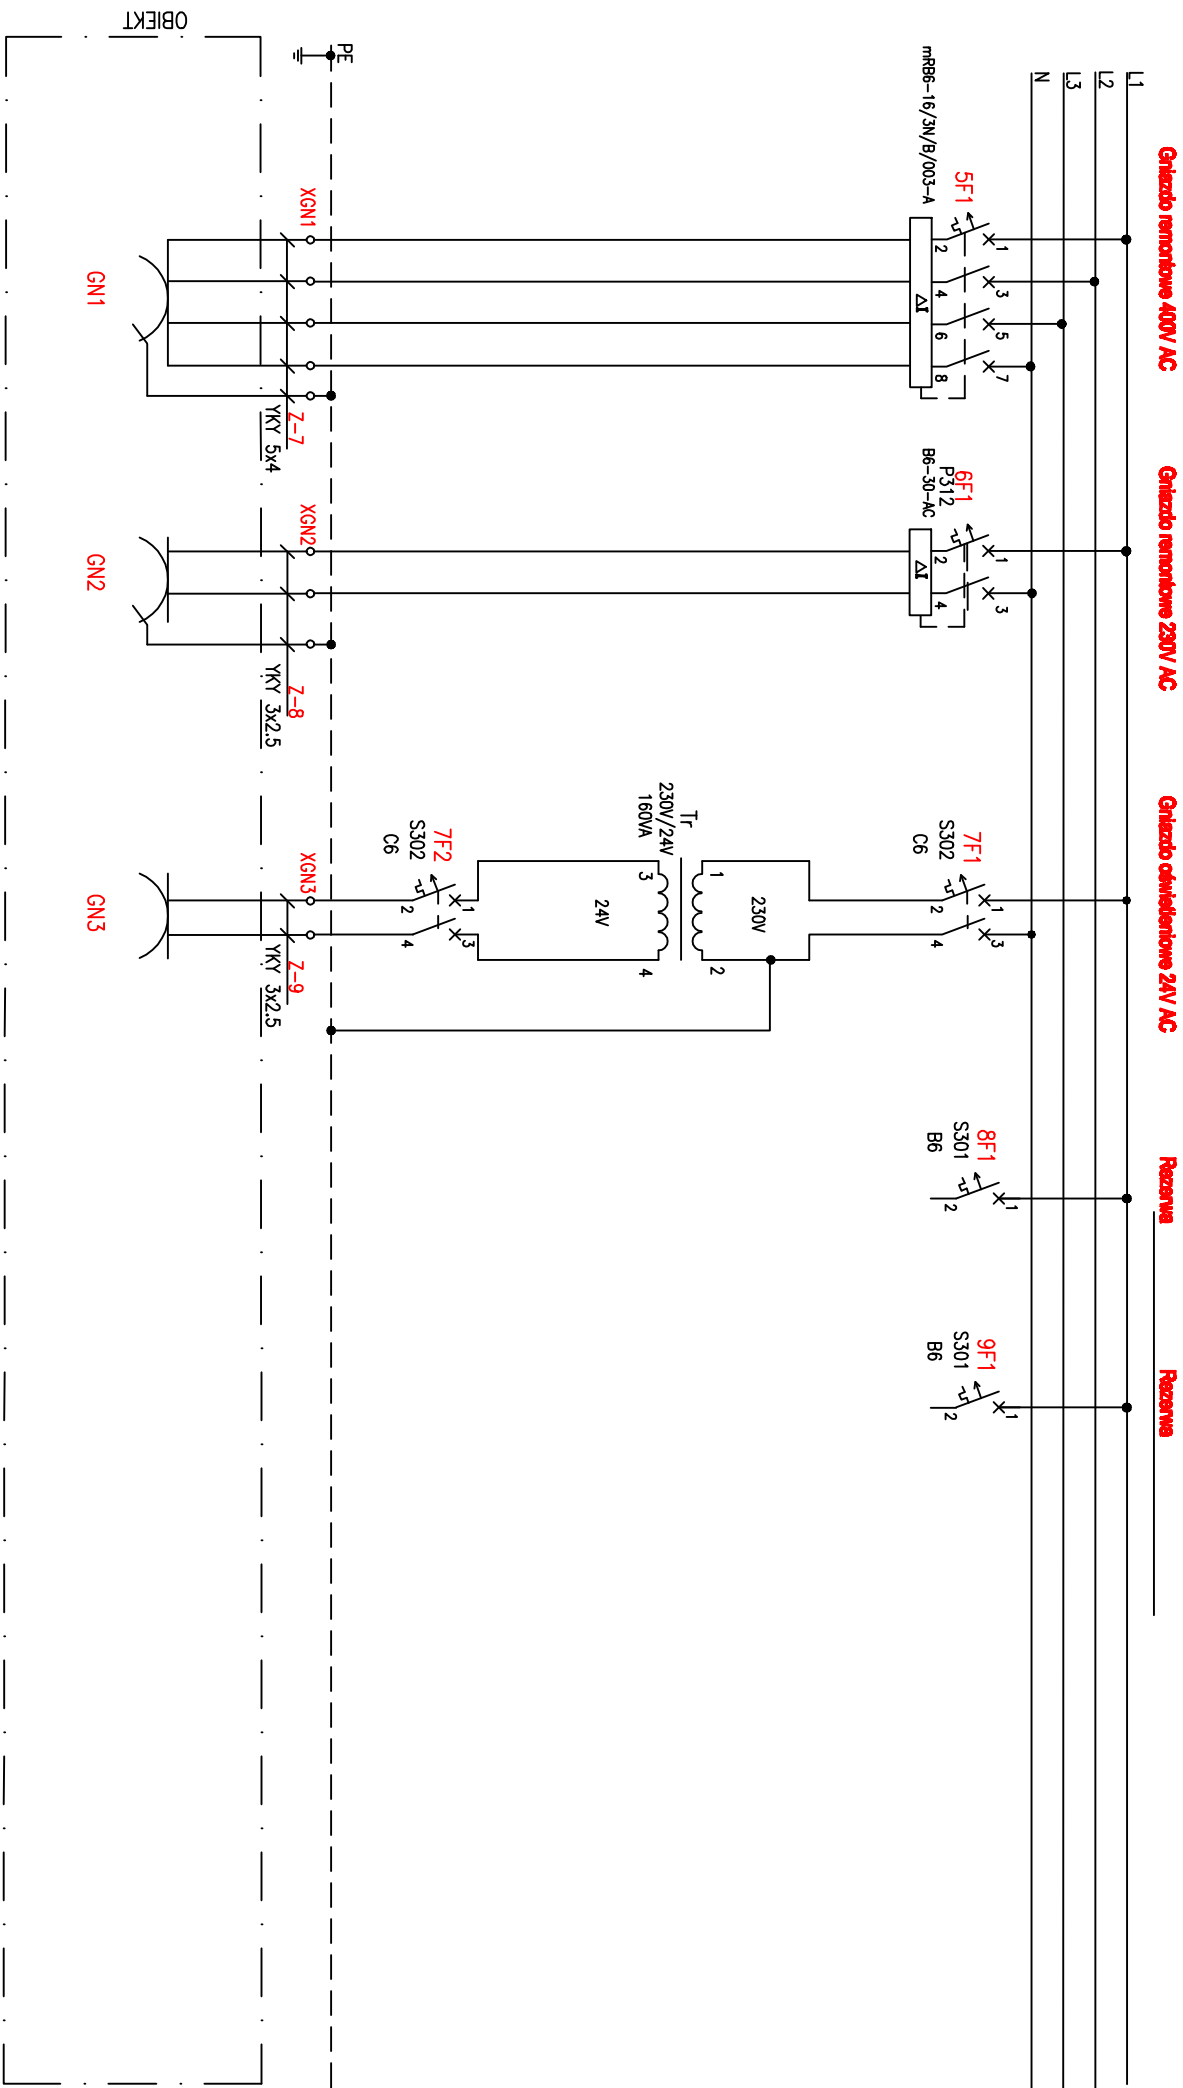 Gniazdo remontowe 400V AC
Gniazdo remontowe 230V AC
Gniazdo oświetleniowe 24V AC
Rezerwa
Rezerwa
L1
L2
L3
N
5F1
mRB6-16/3N/B/003-A
1
3
5
7
2
4
6
8
ΔI
6F1
P312
B6-30-AC
1
3
2
4
ΔI
7F1
S302
C6
1
3
2
4
8F1
S301
B6
1
2
9F1
S301
B6
1
2
230V
Tr
230V/24V
160VA
1
2
3
4
24V
7F2
S302
C6
1
3
2
4
PE
XGN1
Z-7
YKY 5x4
XGN2
Z-8
YKY 3x2.5
XGN3
Z-9
YKY 3x2.5
OBIEKT
GN1
GN2
GN3